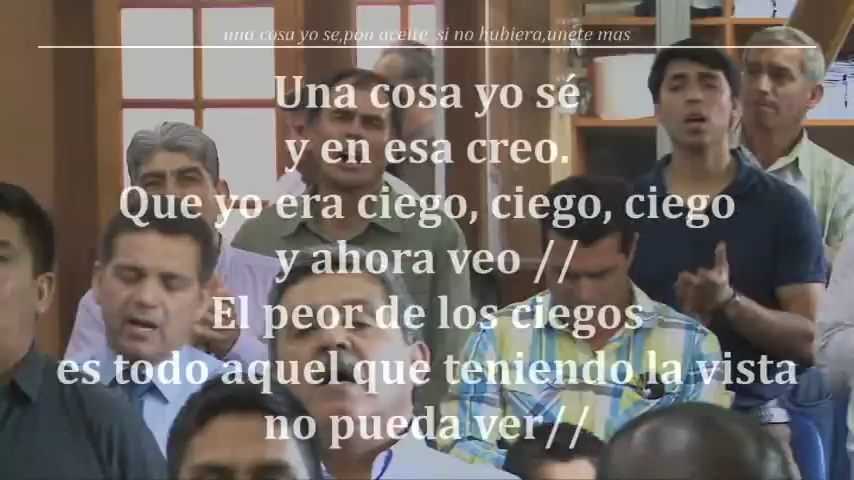 una cosa yo se,pon aceite si no hubiera,unete mas
Una cosa yo sé
y en esa creo.
Que yo era ciego, ciego, ciego
y ahora veo //
El peor de los ciegos
es todo aquel que teniendo la vista
no pueda ver//